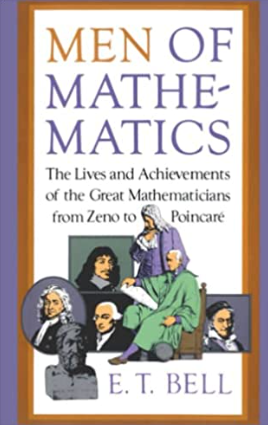 MEN OF
MATHE-
MATICS
The Lives and Achievements
of the Great Mathematicians
from Zeno to Poincaré
E. T. BELL